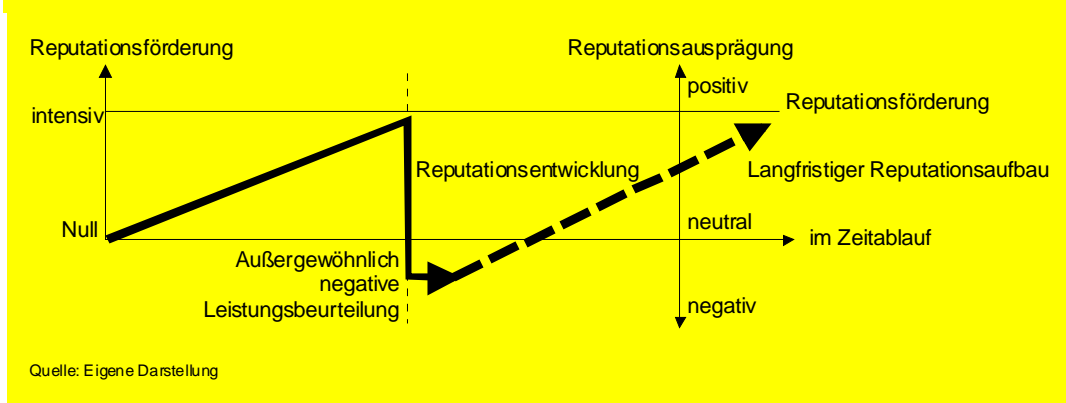 Reputationsförderung
Reputationsausprägung
positiv
Reputationsförderung
intensiv
Reputationsentwicklung
Langfristiger Reputationsaufbau
Null
neutral
im Zeitablauf
Außergewöhnlich
negative
Leistungsbeurteilung
negativ
Quelle: Eigene Darstellung